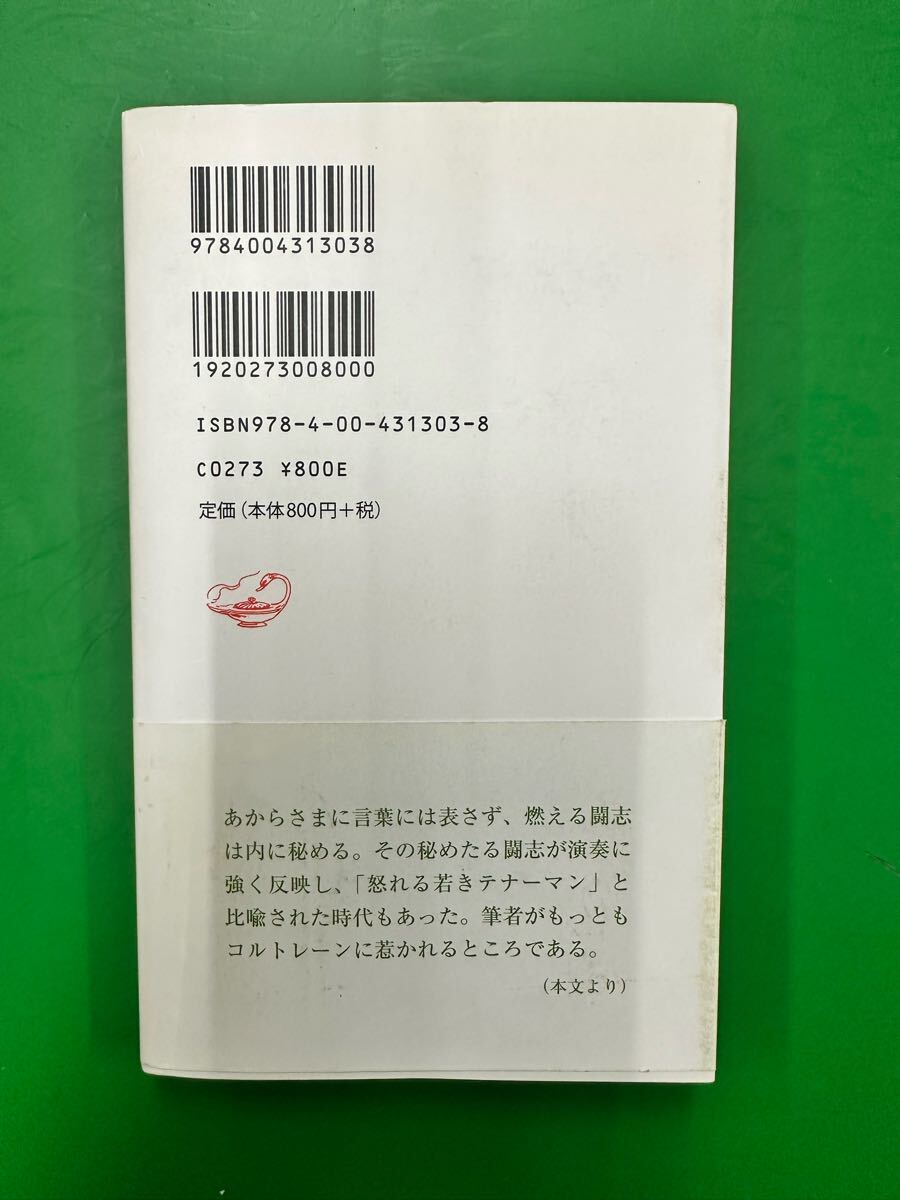 9784004313038
1920273008000
ISBN978-4-00-431303-8
C0273 ¥800E
定価(本体800円+税)
あからさまに言葉には表さず、燃える闘志
は内に秘める。その秘めたる闘志が演奏に
強く反映し、「怒れる若きテナーマン」と
比喩された時代もあった。筆者がもっとも
コルトレーンに惹かれるところである。
(本文より)